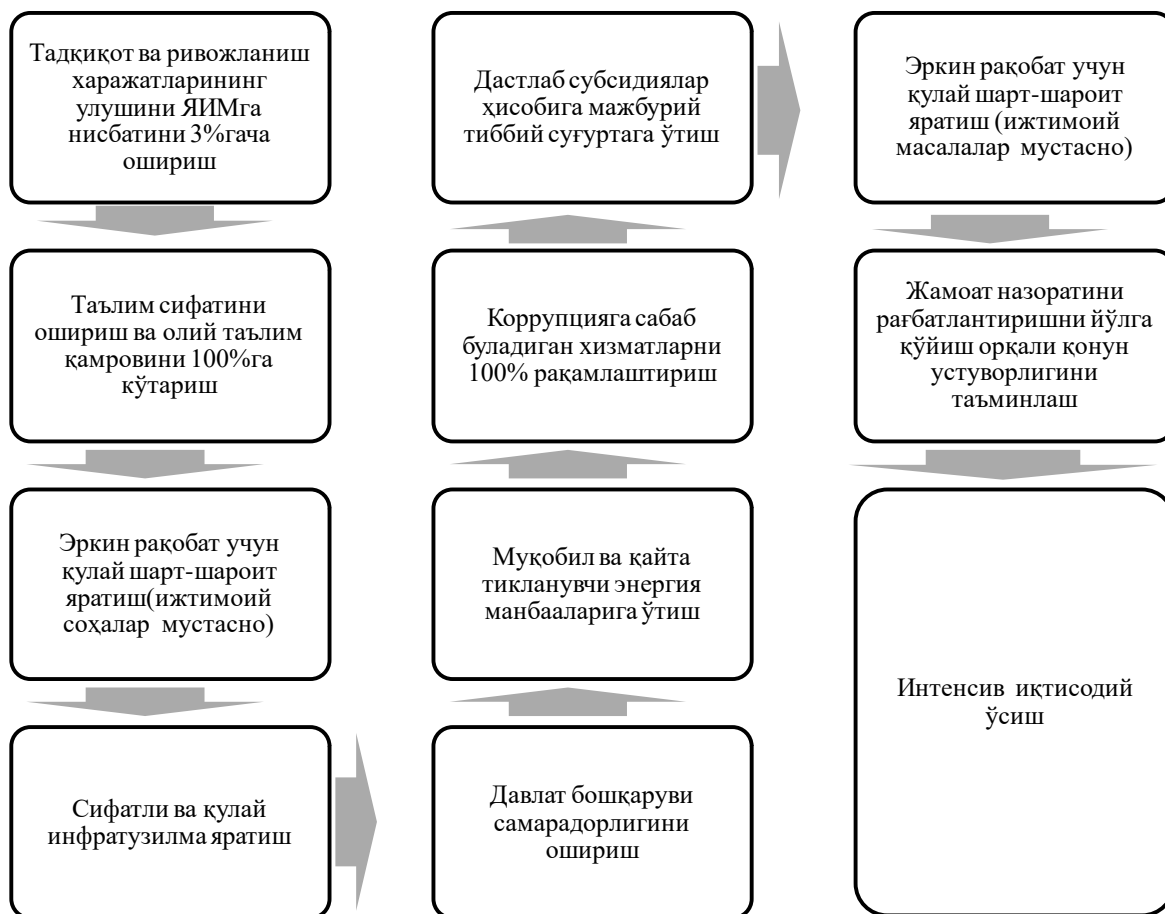 Тадқиқот ва ривожланиш
харажатларининг
улушини ЯИМга
нисбатини 3%гача
ошириш
Таълим сифатини
ошириш ва олий таълим
қамровини 100%га
кўтариш
Эркин рақобат учун
қулай шарт-шароит
яратиш(ижтимоий
соҳалар мустасно)
Сифатли ва қулай
инфратузилма яратиш
Давлат бошқаруви
самарадорлигини
ошириш
Муқобил ва қайта
тикланувчи энергия
манбааларига ўтиш
Коррупцияга сабаб
буладиган хизматларни
100% рақамлаштириш
Дастлаб субсидиялар
ҳисобига мажбурий
тиббий суғуртага ўтиш
Эркин рақобат учун
қулай шарт-шароит
яратиш (ижтимоий
масалалар мустасно)
Жамоат назоратини
рағбатлантиришни йўлга
қўйиш орқали қонун
устуворлигини
таъминлаш
Интенсив иқтисодий
ўсиш